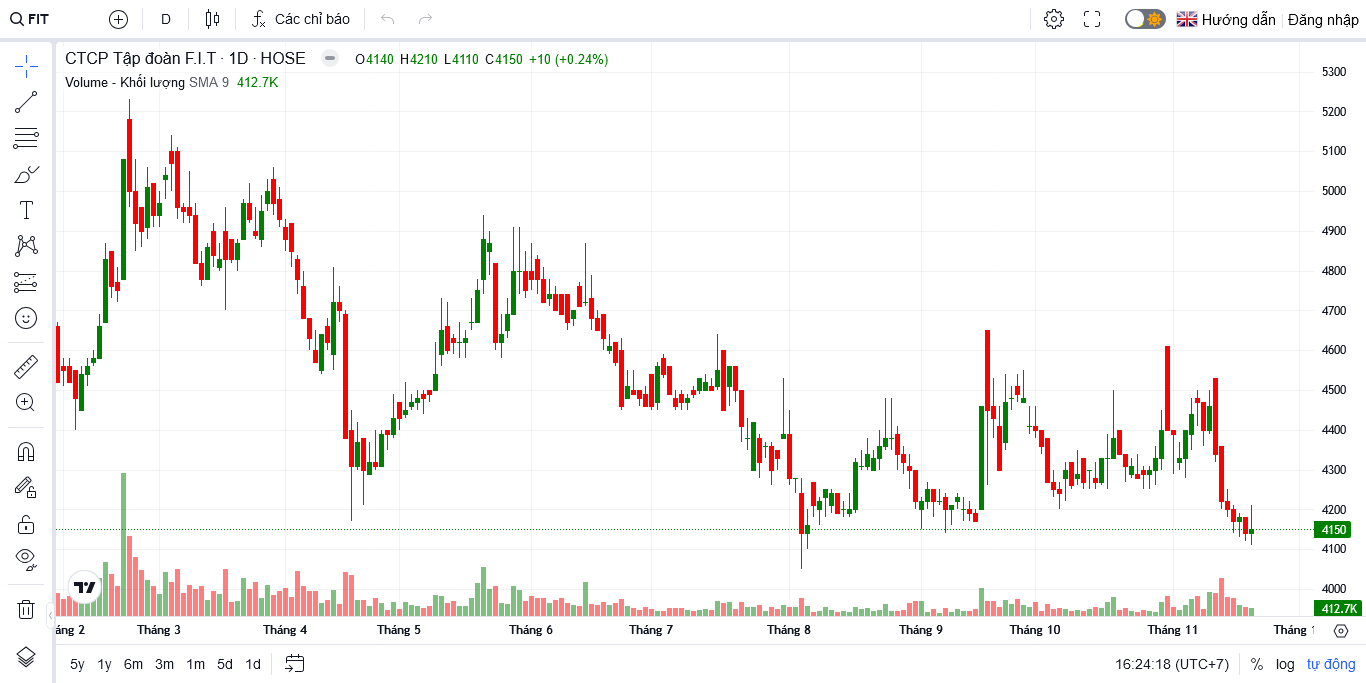 FIT D Các chỉ báo Hướng dẫn Đăng nhập
CTCP Tập đoàn F.I.T · 1D · HOSE O4140 H4210 L4110 C4150 +10 (+0.24%)
Volume - Khối lượng SMA 9 412.7K
5300
5200
5100
5000
4900
4800
4700
4600
4500
4400
4300
4200
4150
4100
4000
412.7K
áng 2 Tháng 3 Tháng 4 Tháng 5 Tháng 6 Tháng 7 Tháng 8 Tháng 9 Tháng 10 Tháng 11 Tháng 1
5y 1y 6m 3m 1m 5d 1d 16:24:18 (UTC+7) % log tự động